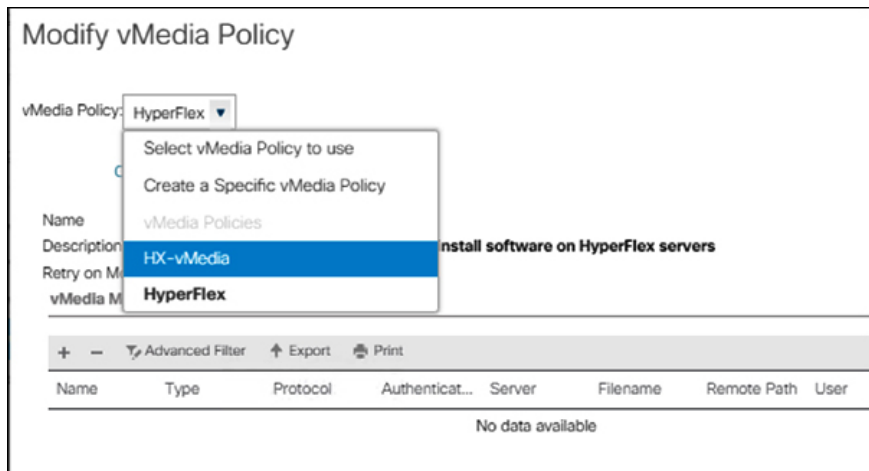 Modify vMedia Policy
vMedia Policy: HyperFlex
Select vMedia Policy to use
Create a Specific vMedia Policy
Name
vMedia Policies
Description
nstall software on HyperFlex servers
HX-vMedia
Retry on M
HyperFlex
vMedia M
+ − Advanced Filter Export Print
Name Type Protocol Authenticat... Server Filename Remote Path User
No data available